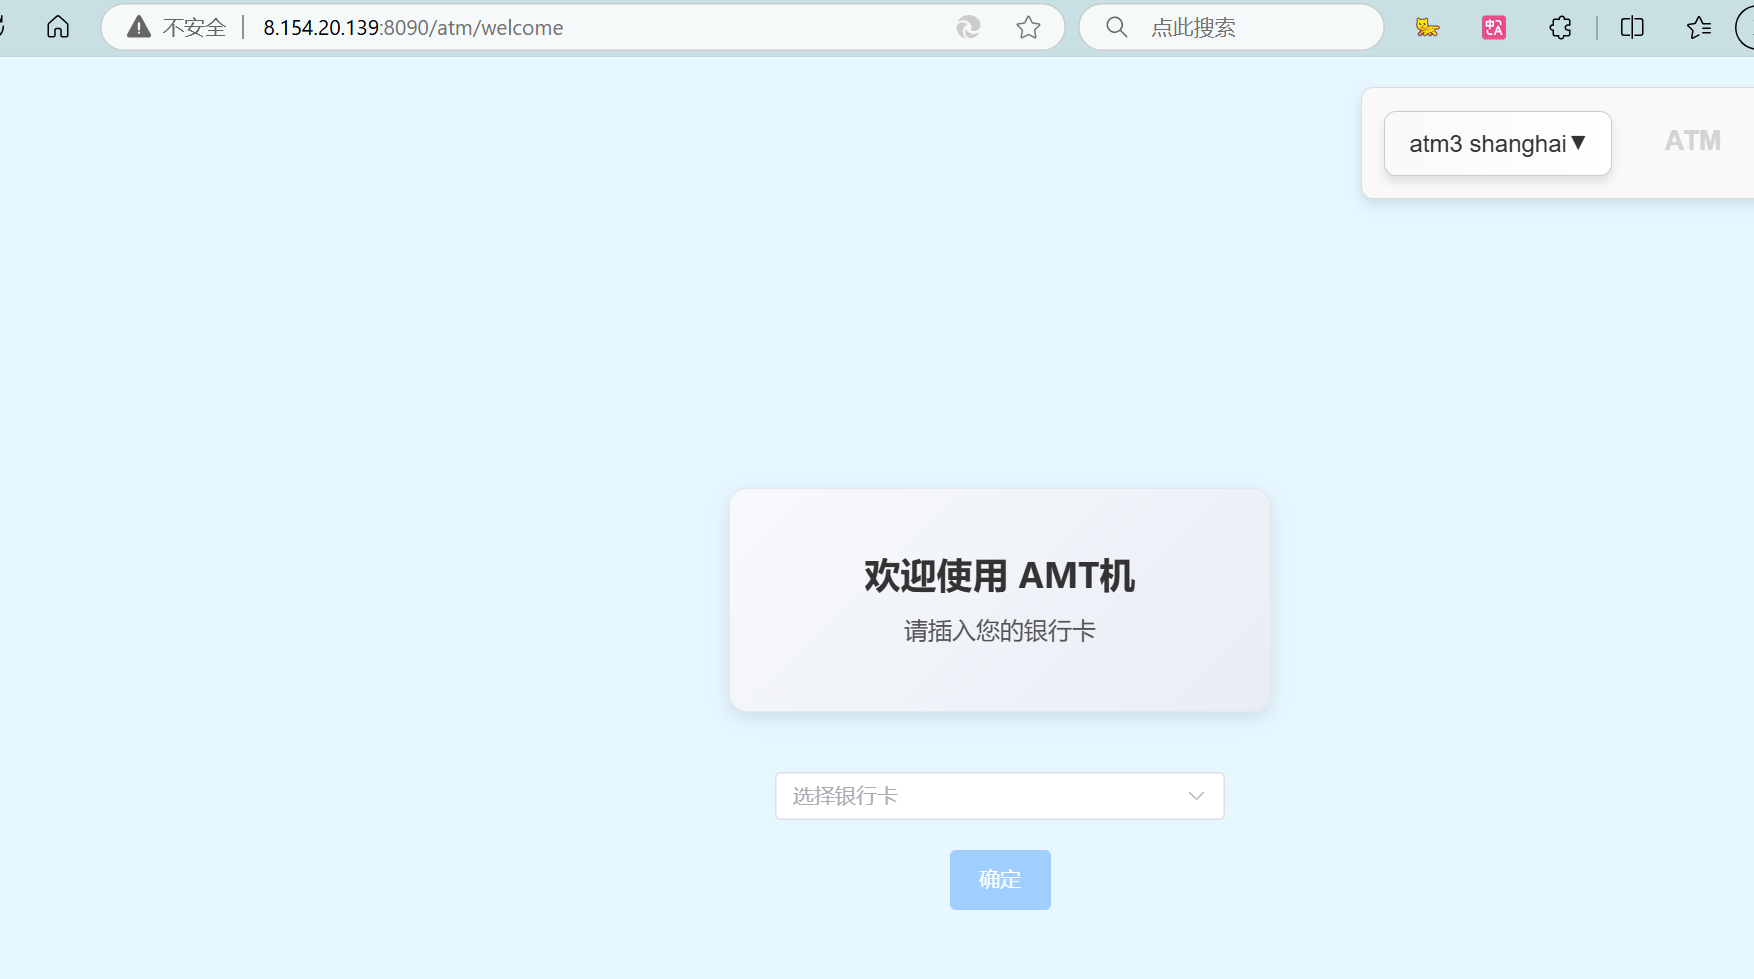 不安全 8.154.20.139:8090/atm/welcome 点此搜索
atm3 shanghai▼ ATM
欢迎使用 AMT机
请插入您的银行卡
选择银行卡
确定